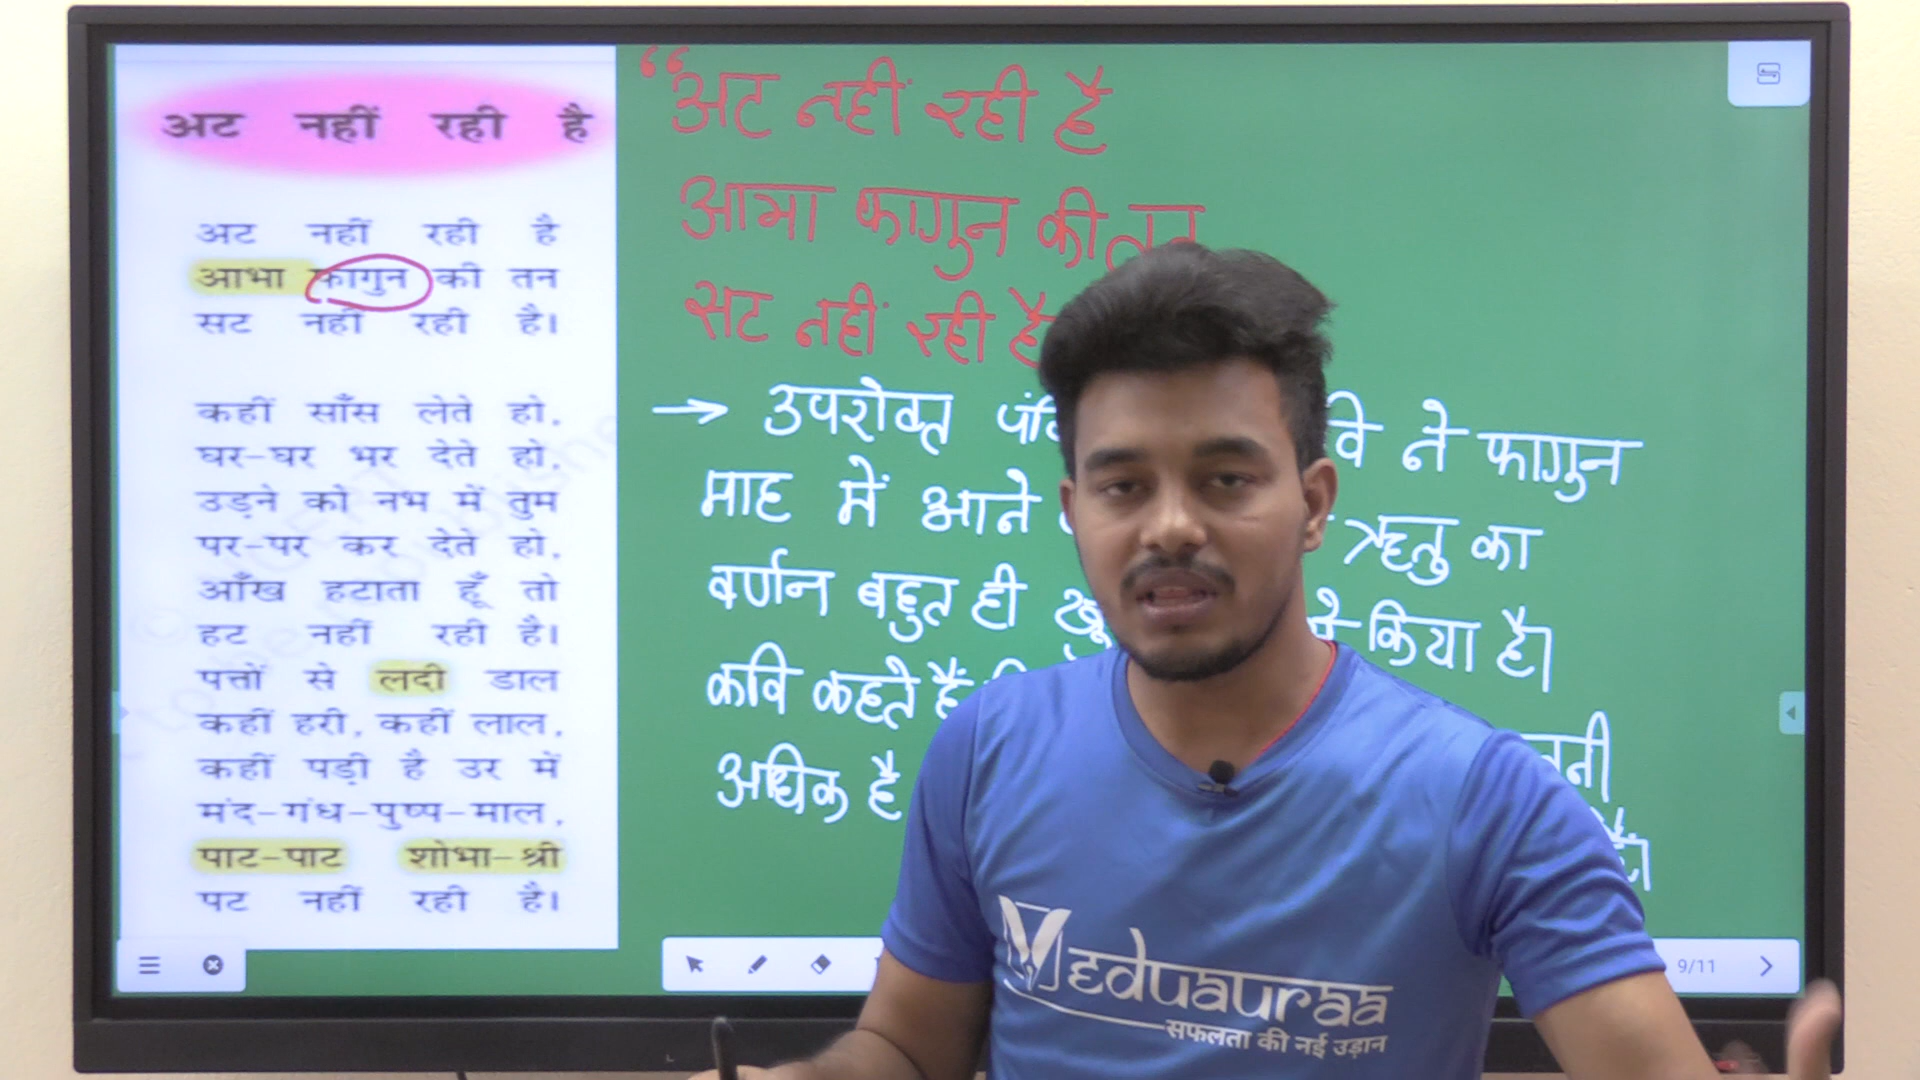 अट नहीं रही है
अट नहीं रही है
आभा फागुन की तन
सट नहीं रही है।
कहीं साँस लेते हो,
घर-घर भर देते हो,
उड़ने को नभ में तुम
पर-पर कर देते हो,
आँख हटाता हूँ तो
हट नहीं रही है।
पत्तों से लदी डाल
कहीं हरी, कहीं लाल,
कहीं पड़ी है उर में
मंद-गंध-पुष्प-माल,
पाट-पाट शोभा-श्री
पट नहीं रही है।
“अट नहीं रही है
आभा फागुन की तन
सट नहीं रही है
→ उपरोक्त ने फागुन
माह में आने ऋतु का
वर्णन बहुत ही किया है।
कवि कहते हैं
अधिक है
9/11
Veduauraa
सफलता की नई उड़ान